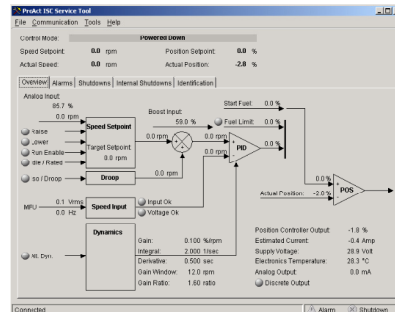 ProAct ISC Service Tool
File Communication Tools Help
Control Mode: Powered Down
Speed Setpoint: 0.0 rpm Position Setpoint: 0.0 %
Actual Speed: 0.0 rpm Actual Position: -2.8 %
Overview Alarms Shutdowns Internal Shutdowns Identification
Analog Input:
85.7 %
0.0 rpm
Raise
Lower
Run Enable
Idle / Rated
Speed Setpoint
Target Setpoint:
0.0 rpm
Boost Input:
59.0 %
0.0 rpm
0.0 rpm
Start Fuel: 0.0 %
Fuel Limit: 0.0 %
PID
0.0 %
Iso / Droop
Droop
0.0 rpm
0.0 %
Actual Position: -2.0 %
POS
MPU
0.1 Vrms
0.0 Hz
Speed Input
Input Ok
Voltage Ok
Dynamics
Alt. Dyn.
Gain: 0.100 %/rpm
Integral: 2.000 1/sec
Derivative: 0.500 sec
Gain Window: 12.0 rpm
Gain Ratio: 1.60 ratio
Position Controller Output: -1.0 %
Estimated Current: -0.4 Amp
Supply Voltage: 28.9 Volt
Electronics Temperature: 28.3 °C
Analog Output: 0.0 mA
Discrete Output
Connected Alarm Shutdown